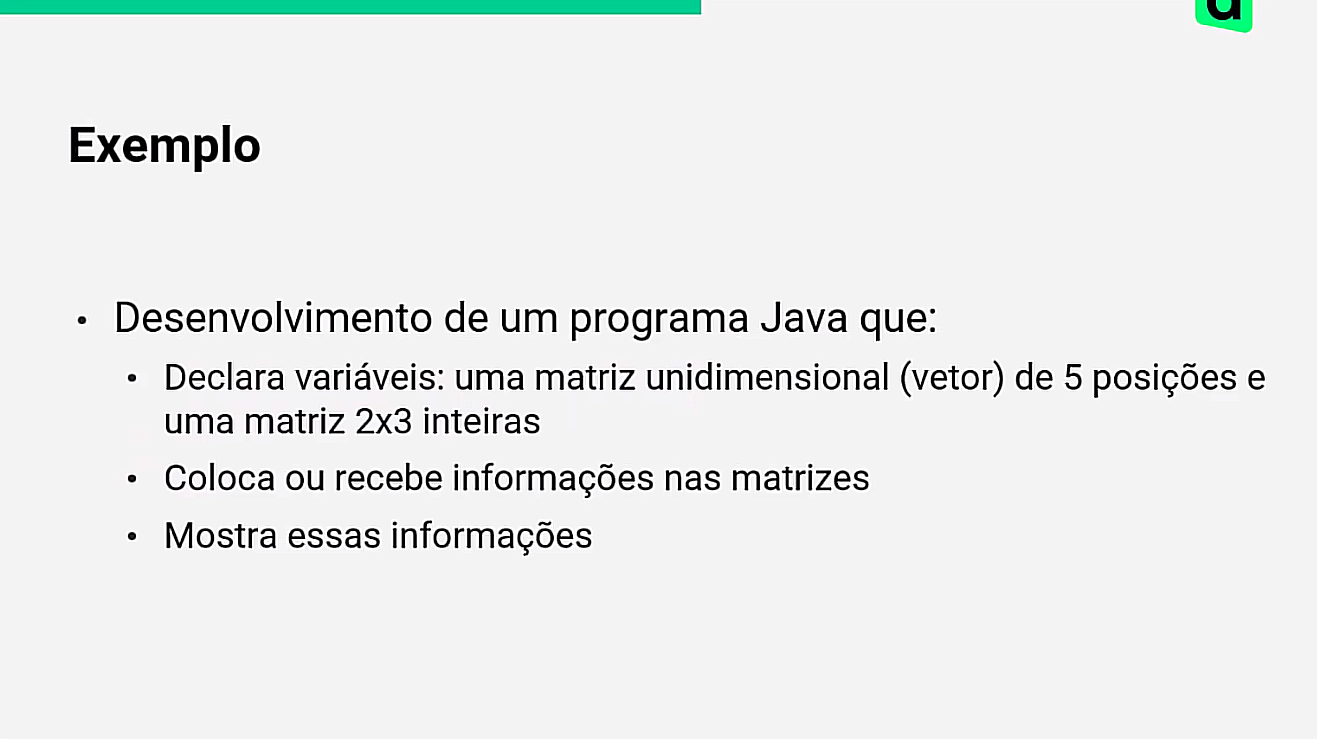 Exemplo
• Desenvolvimento de um programa Java que:
• Declara variáveis: uma matriz unidimensional (vetor) de 5 posições e
uma matriz 2x3 inteiras
• Coloca ou recebe informações nas matrizes
• Mostra essas informações